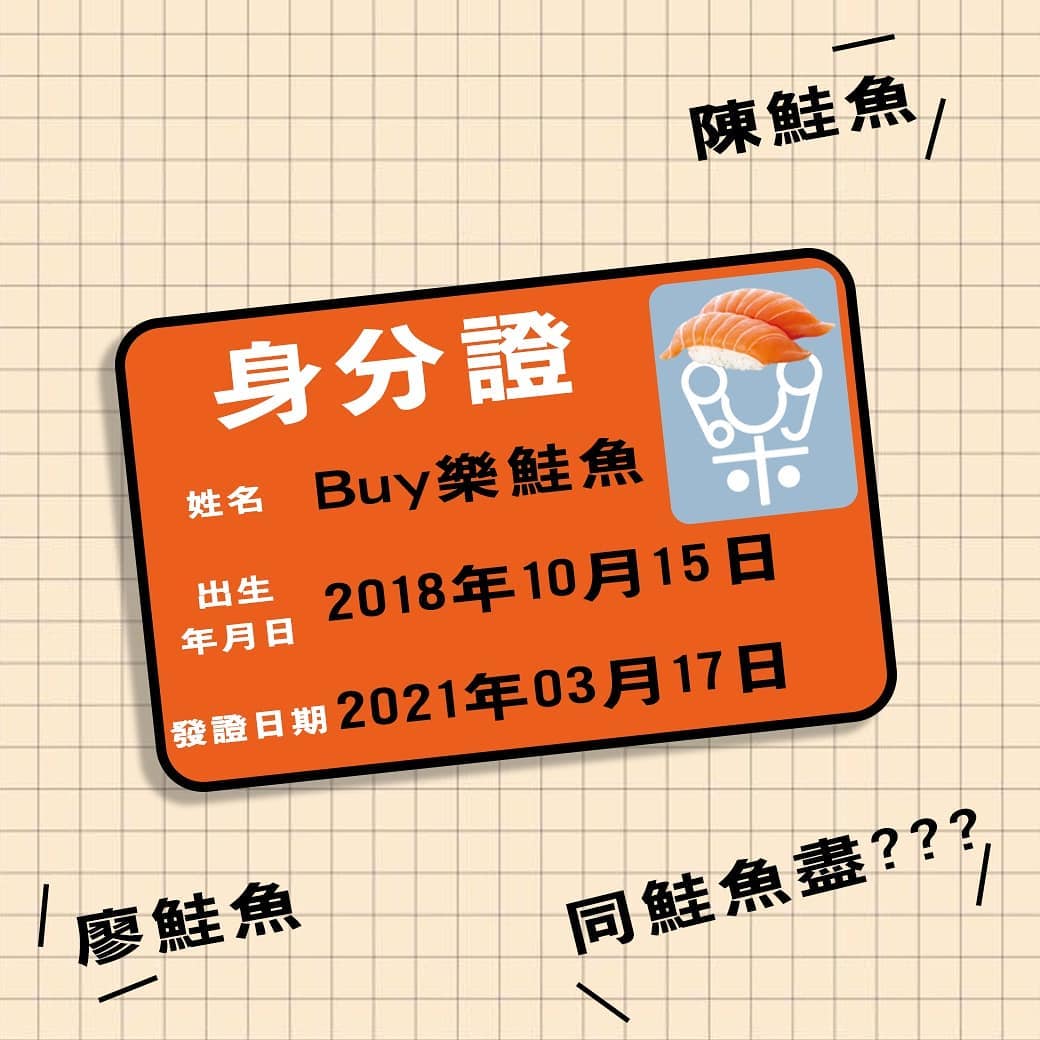 陳鮭魚
身分證
姓名 Buy樂鮭魚
出生
年月日 2018年10月15日
發證日期 2021年03月17日
廖鮭魚
同鮭魚盡???